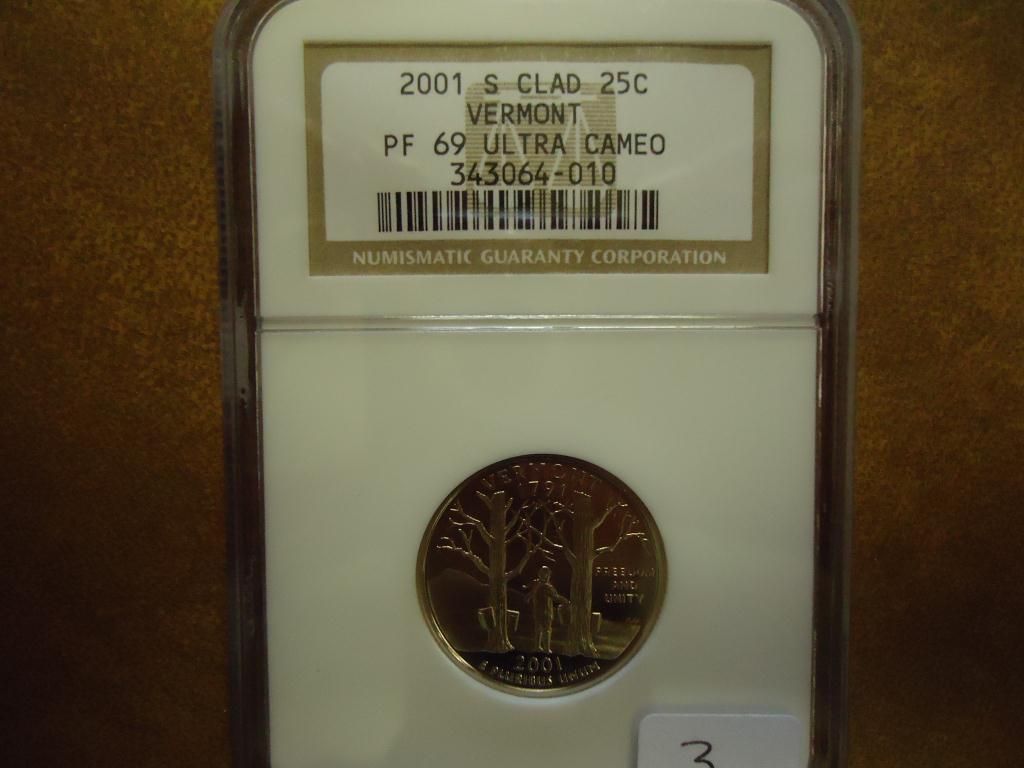 2001 S CLAD 25C
VERMONT
PF 69 ULTRA CAMEO
343064-010
NUMISMATIC GUARANTY CORPORATION
VERMONT
1791
FREEDOM
AND
UNITY
2001
E PLURIBUS UNUM
3